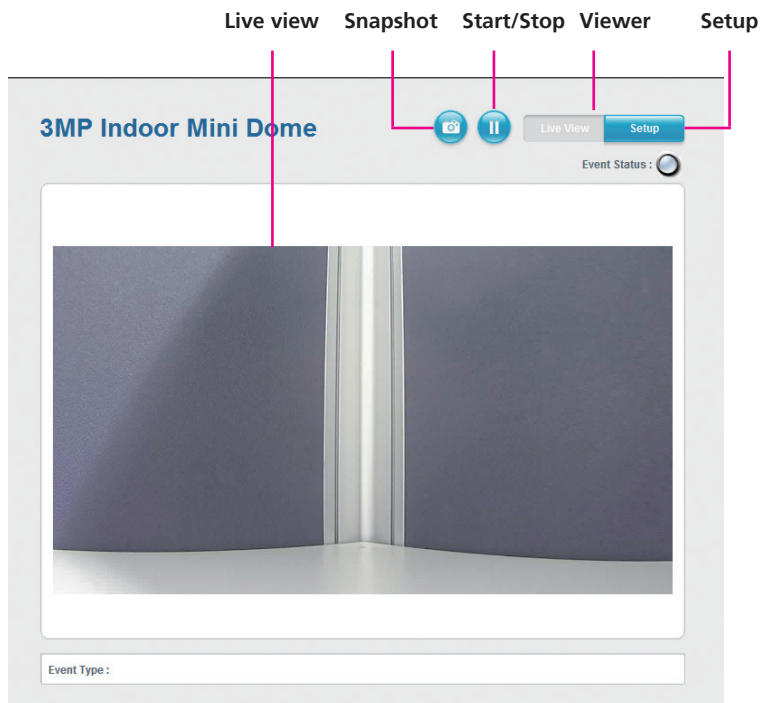 Live view Snapshot Start/Stop Viewer Setup
3MP Indoor Mini Dome
Live View Setup
Event Status :
Event Type :